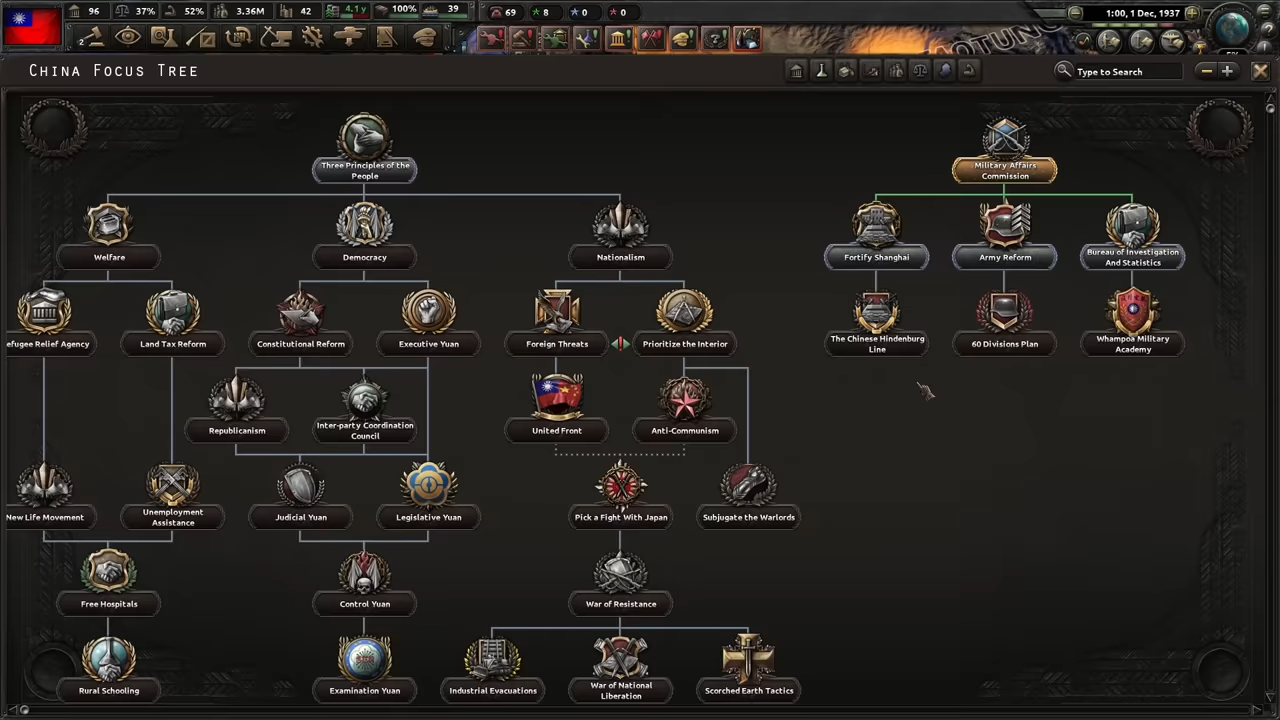 96 37% 52% 3.36M 42 4.1 y 100% 39 69 8 0 0 1:00, 1 Dec, 1937
2
China Focus Tree
Type to Search
Three Principles of the
People
Military Affairs
Commission
Welfare
Democracy
Nationalism
Fortify Shanghai
Army Reform
Bureau of Investigation
And Statistics
efugee Relief Agency
Land Tax Reform
Constitutional Reform
Executive Yuan
Foreign Threats
Prioritize the Interior
The Chinese Hindenburg
Line
60 Divisions Plan
Whampoa Military
Academy
Republicanism
Inter-party Coordination
Council
United Front
Anti-Communism
New Life Movement
Unemployment
Assistance
Judicial Yuan
Legislative Yuan
Pick a Fight With Japan
Subjugate the Warlords
Free Hospitals
Control Yuan
War of Resistance
Rural Schooling
Examination Yuan
Industrial Evacuations
War of National
Liberation
Scorched Earth Tactics